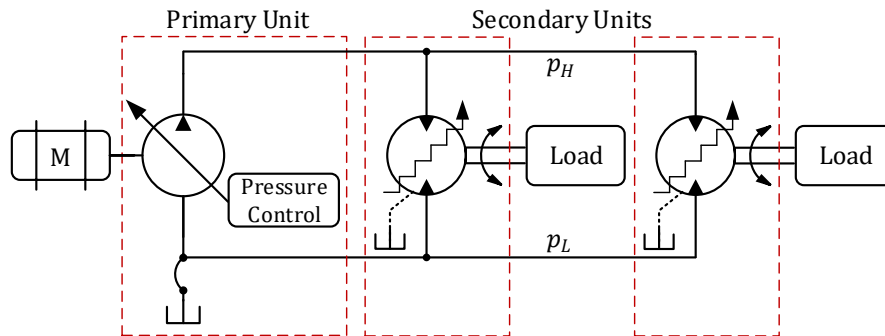 Primary Unit
Secondary Units
p_H
M
Pressure
Control
Load
Load
p_L